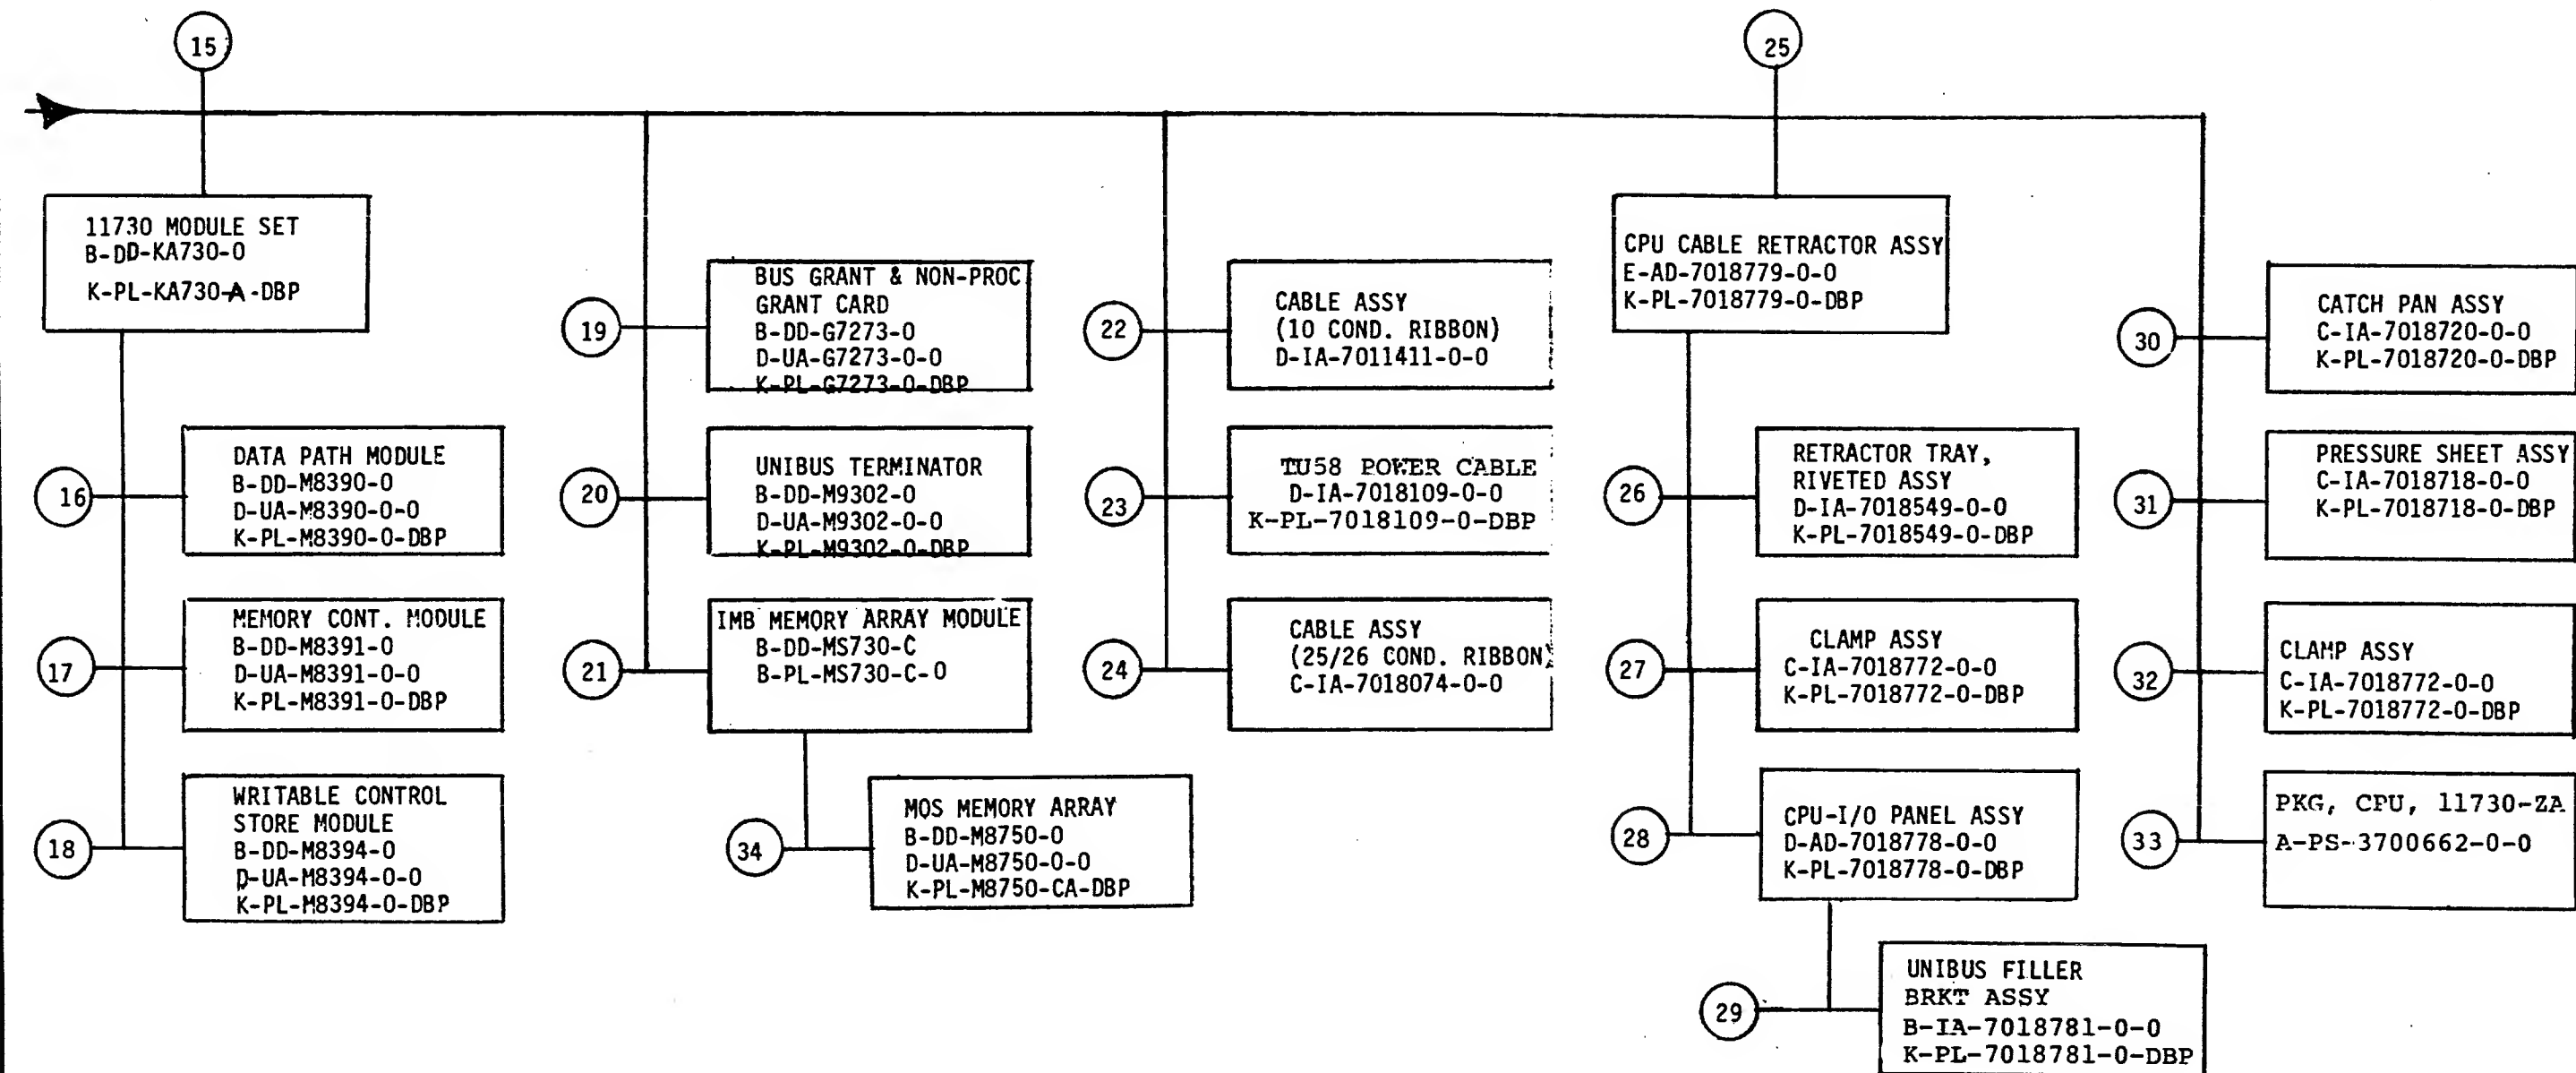 15
11730 MODULE SET
B-DD-KA730-0
K-PL-KA730-A-DBP
16
DATA PATH MODULE
B-DD-M8390-0
D-UA-M8390-0-0
K-PL-M8390-0-DBP
17
MEMORY CONT. MODULE
B-DD-M8391-0
D-UA-M8391-0-0
K-PL-M8391-0-DBP
18
WRITABLE CONTROL
STORE MODULE
B-DD-M8394-0
D-UA-M8394-0-0
K-PL-M8394-0-DBP
19
BUS GRANT & NON-PROC
GRANT CARD
B-DD-G7273-0
D-UA-G7273-0-0
K-PL-G7273-0-DBP
20
UNIBUS TERMINATOR
B-DD-M9302-0
D-UA-M9302-0-0
K-PL-M9302-0-DBP
21
IMB MEMORY ARRAY MODULE
B-DD-MS730-C
B-PL-MS730-C-0
34
MOS MEMORY ARRAY
B-DD-M8750-0
D-UA-M8750-0-0
K-PL-M8750-CA-DBP
22
CABLE ASSY
(10 COND. RIBBON)
D-IA-7011411-0-0
23
TU58 POWER CABLE
D-IA-7018109-0-0
K-PL-7018109-0-DBP
24
CABLE ASSY
(25/26 COND. RIBBON)
C-IA-7018074-0-0
25
CPU CABLE RETRACTOR ASSY
E-AD-7018779-0-0
K-PL-7018779-0-DBP
26
RETRACTOR TRAY,
RIVETED ASSY
D-IA-7018549-0-0
K-PL-7018549-0-DBP
27
CLAMP ASSY
C-IA-7018772-0-0
K-PL-7018772-0-DBP
28
CPU-I/O PANEL ASSY
D-AD-7018778-0-0
K-PL-7018778-0-DBP
29
UNIBUS FILLER
BRKT ASSY
B-IA-7018781-0-0
K-PL-7018781-0-DBP
30
CATCH PAN ASSY
C-IA-7018720-0-0
K-PL-7018720-0-DBP
31
PRESSURE SHEET ASSY
C-IA-7018718-0-0
K-PL-7018718-0-DBP
32
CLAMP ASSY
C-IA-7018772-0-0
K-PL-7018772-0-DBP
33
PKG, CPU, 11730-ZA
A-PS-3700662-0-0